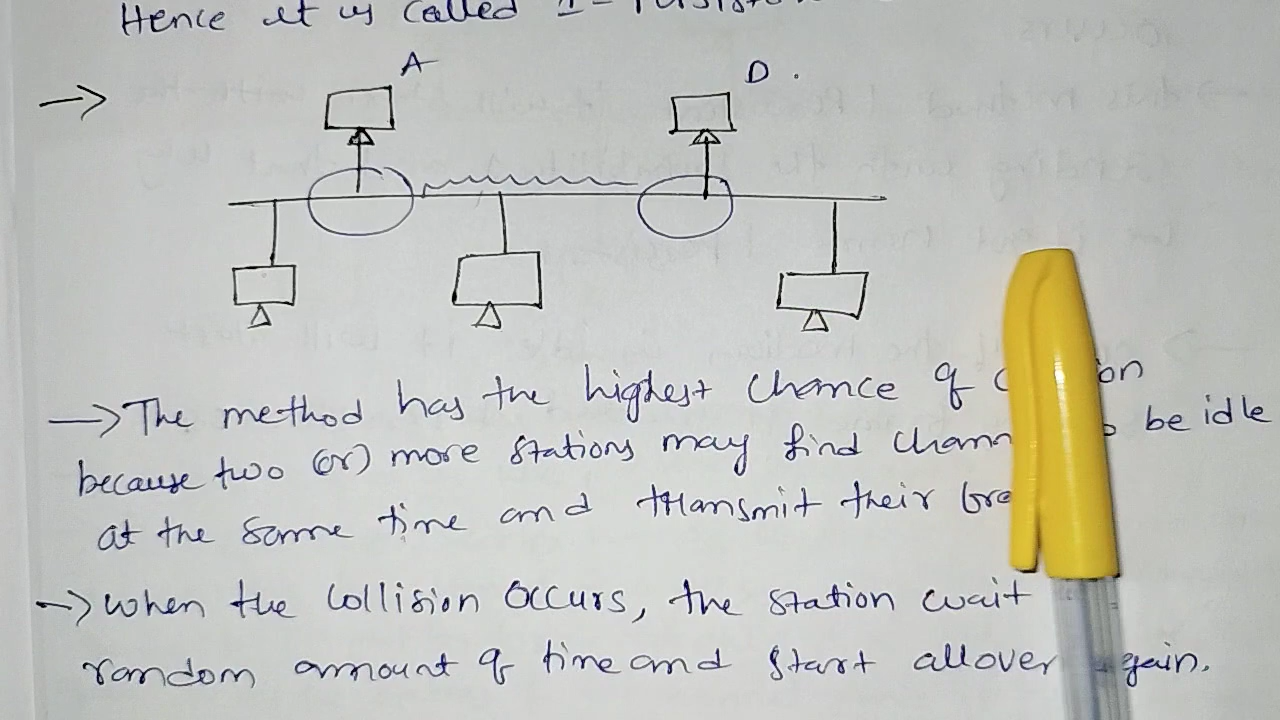 Hence it is called 1-
A
D.
→ The method has the highest chance of
because two (or) more stations may find be idle
at the same time and transmit their
→ when the Collision Occurs, the station wait
random amount of time and start allover again.